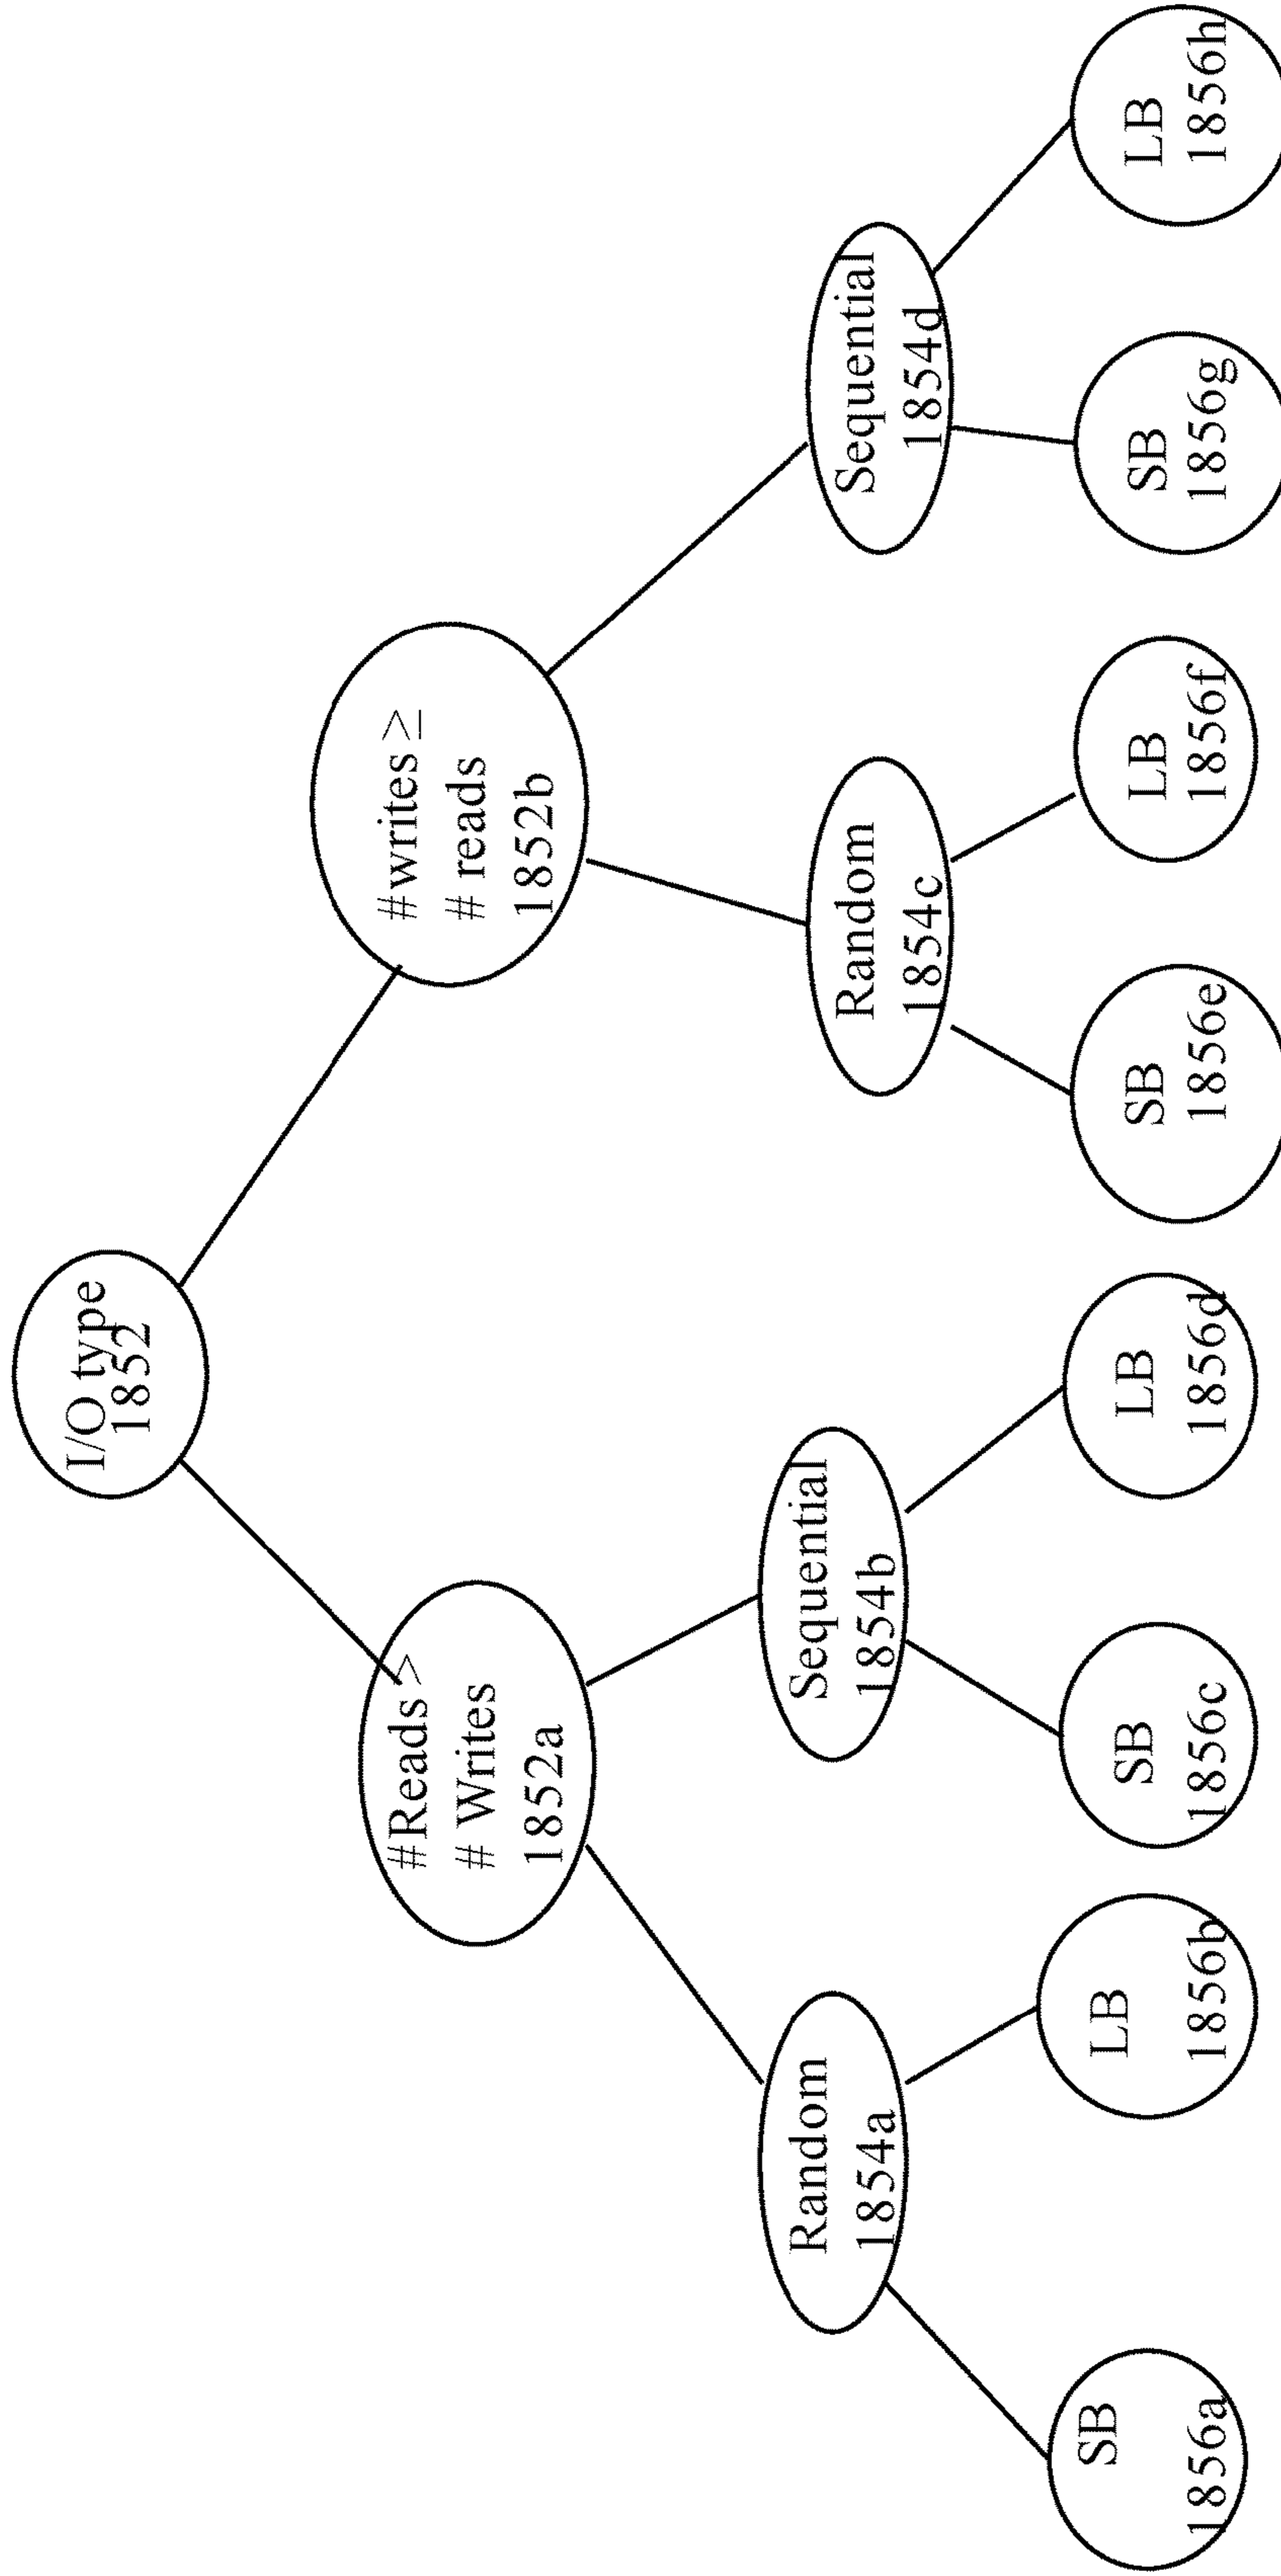 I/O type
1852
#Reads >
# Writes
1852a
#writes ≥
# reads
1852b
Random
1854a
Sequential
1854b
Random
1854c
Sequential
1854d
SB
1856a
LB
1856b
SB
1856c
LB
1856d
SB
1856e
LB
1856f
SB
1856g
LB
1856h